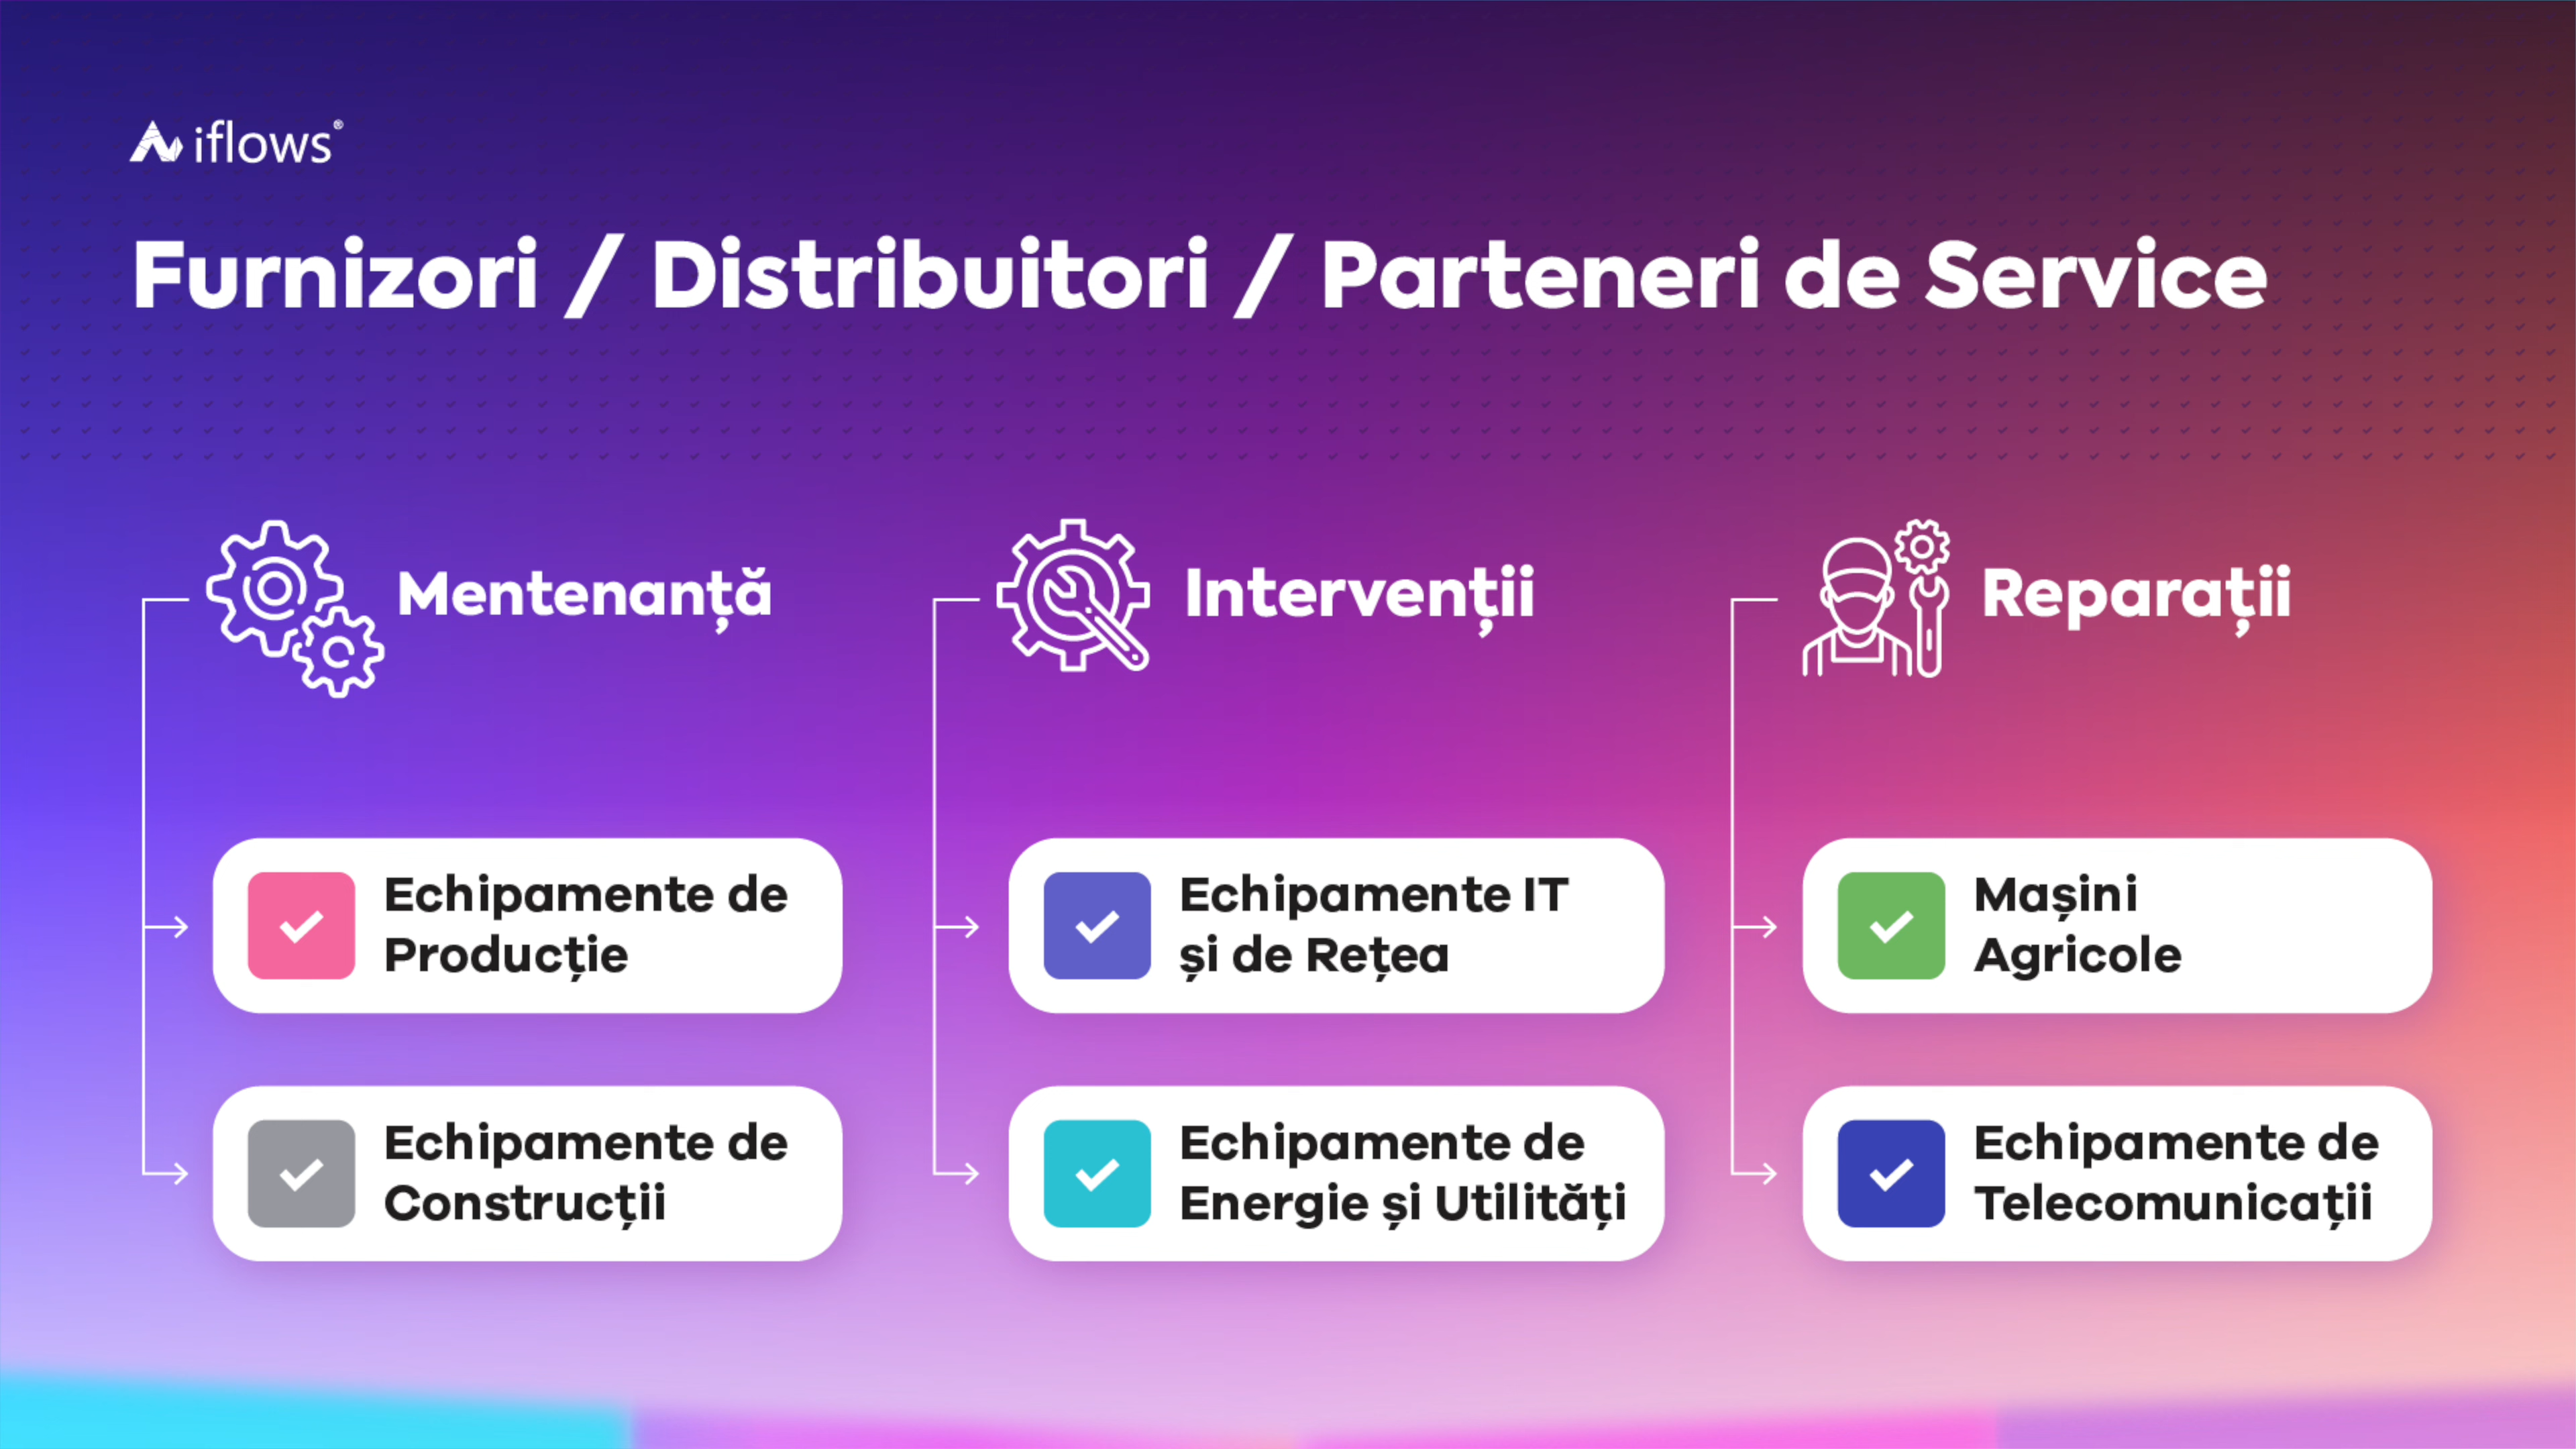 iflows®
Furnizori / Distribuitori / Parteneri de Service
Mentenanță
Echipamente de
Producție
Echipamente de
Construcții
Intervenții
Echipamente IT
și de Rețea
Echipamente de
Energie și Utilități
Reparații
Mașini
Agricole
Echipamente de
Telecomunicații